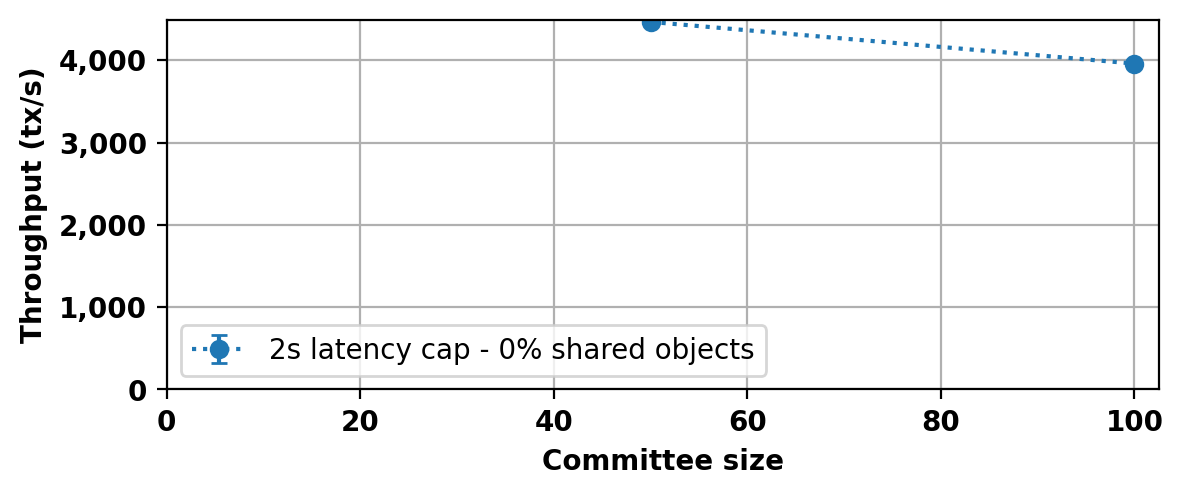 Throughput (tx/s)
4,000
3,000
2,000
1,000
0
2s latency cap - 0% shared objects
0 20 40 60 80 100
Committee size